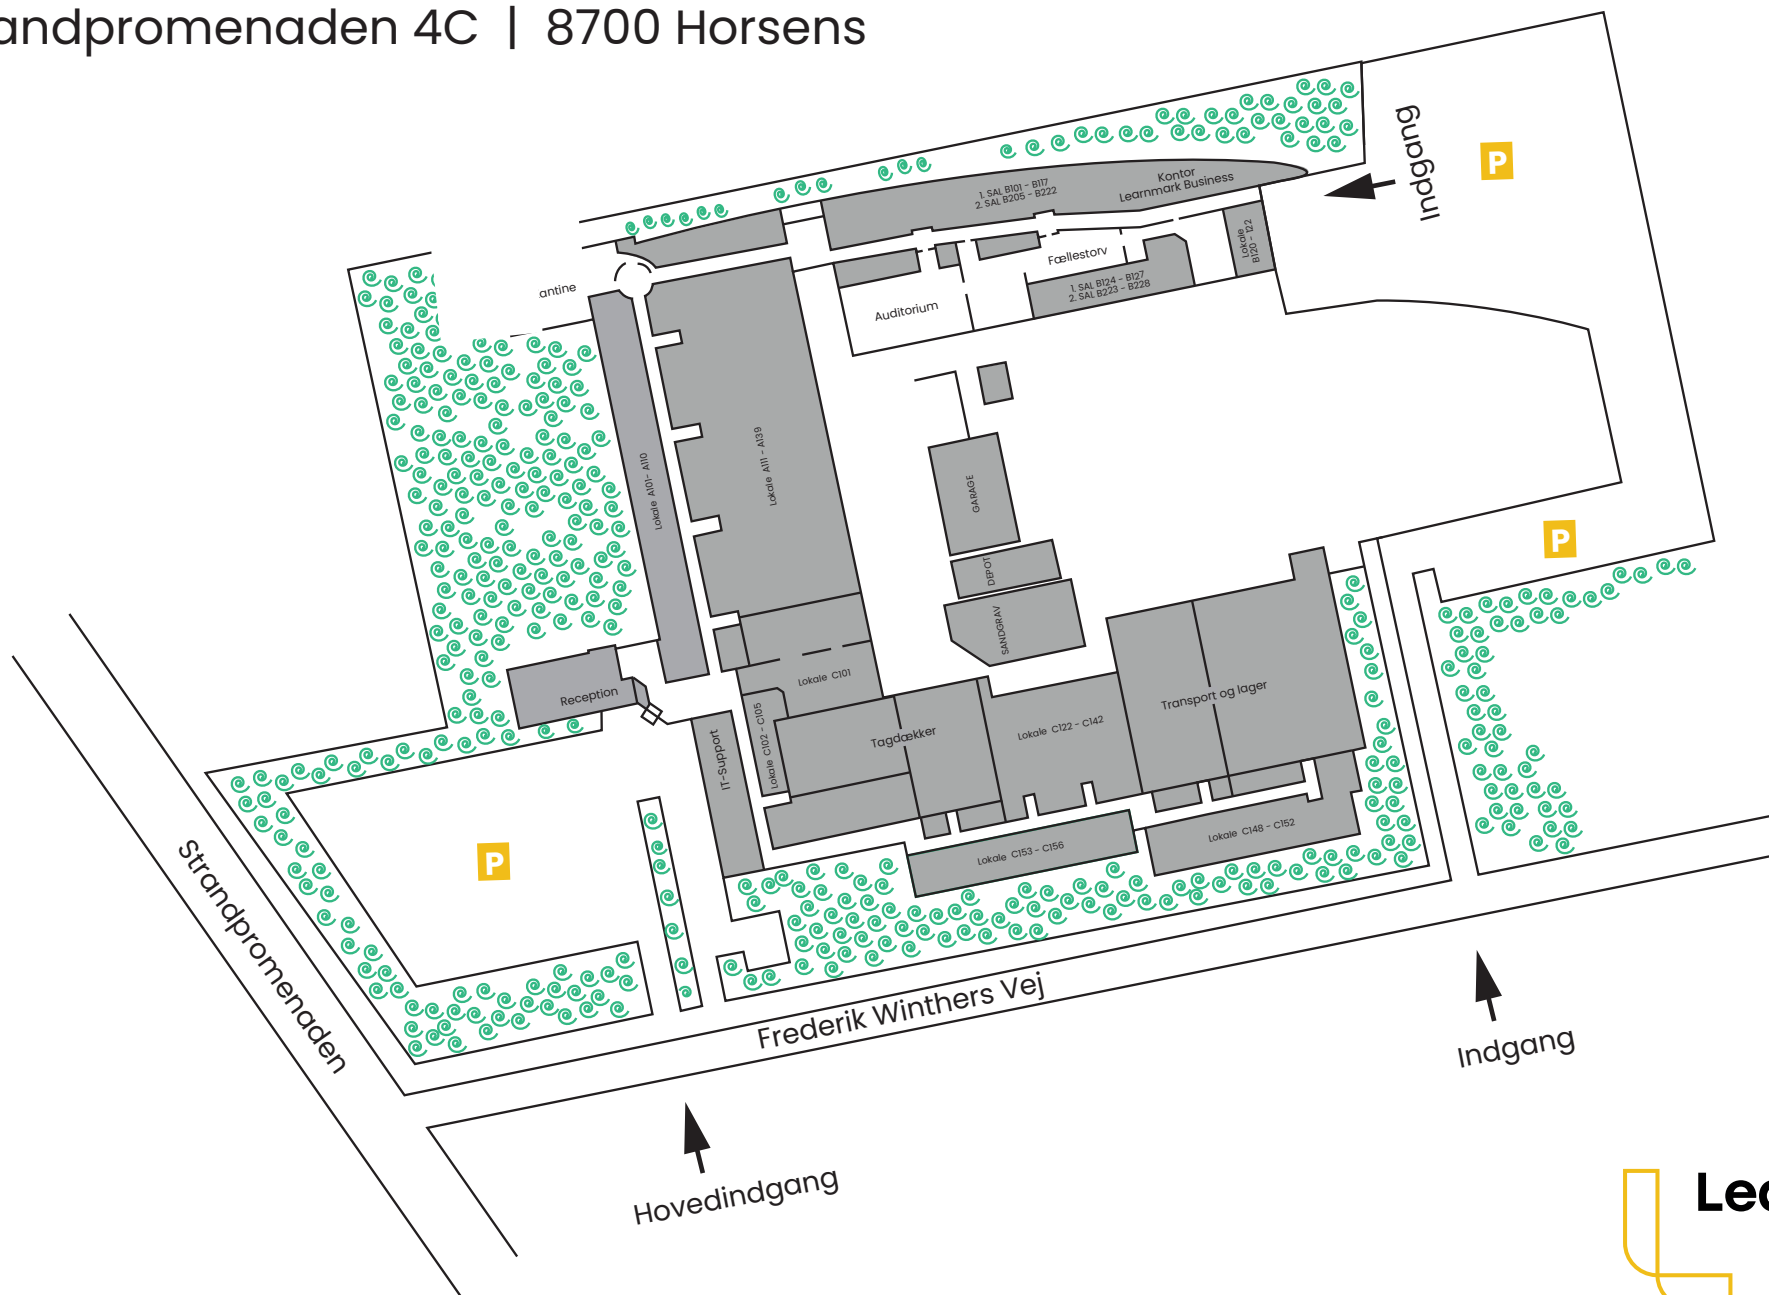 andpromenaden 4C | 8700 Horsens
Indgang
P
1. SAL B101 - B117
2. SAL B205 - B222
Kontor
Learnmark Business
Lokale
B120 - 122
Fællestorv
1. SAL B124 - B127
2. SAL B223 - B228
antine
Auditorium
Lokale A101- A110
Lokale A111 - A139
GARAGE
DEPOT
SANDGRAV
P
Reception
Lokale C101
Lokale C102 - C105
IT-Support
Tagdækker
Lokale C122 - C142
Transport og lager
Lokale C153 - C156
Lokale C148 - C152
P
Strandpromenaden
Frederik Winthers Vej
Indgang
Hovedindgang
Lea